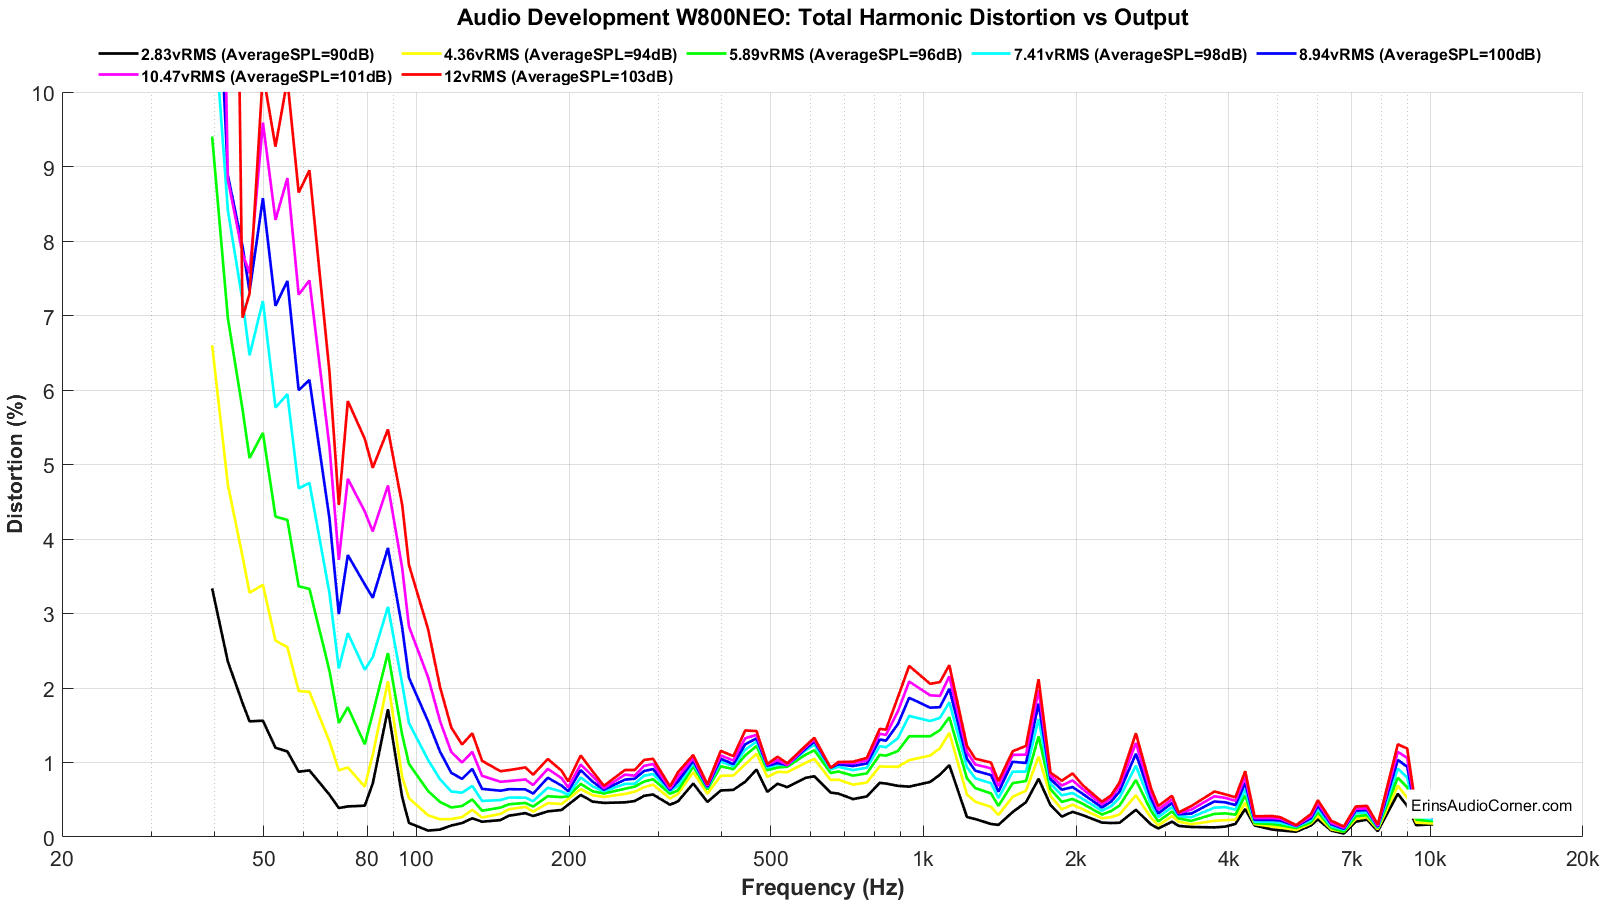 Audio Development W800NEO: Total Harmonic Distortion vs Output
2.83vRMS (AverageSPL=90dB) 4.36vRMS (AverageSPL=94dB) 5.89vRMS (AverageSPL=96dB) 7.41vRMS (AverageSPL=98dB) 8.94vRMS (AverageSPL=100dB)
10.47vRMS (AverageSPL=101dB) 12vRMS (AverageSPL=103dB)
10
9
8
7
6
5
4
3
2
1
0
Distortion (%)
ErinsAudioCorner.com
20 50 80 100 200 500 1k 2k 4k 7k 10k 20k
Frequency (Hz)